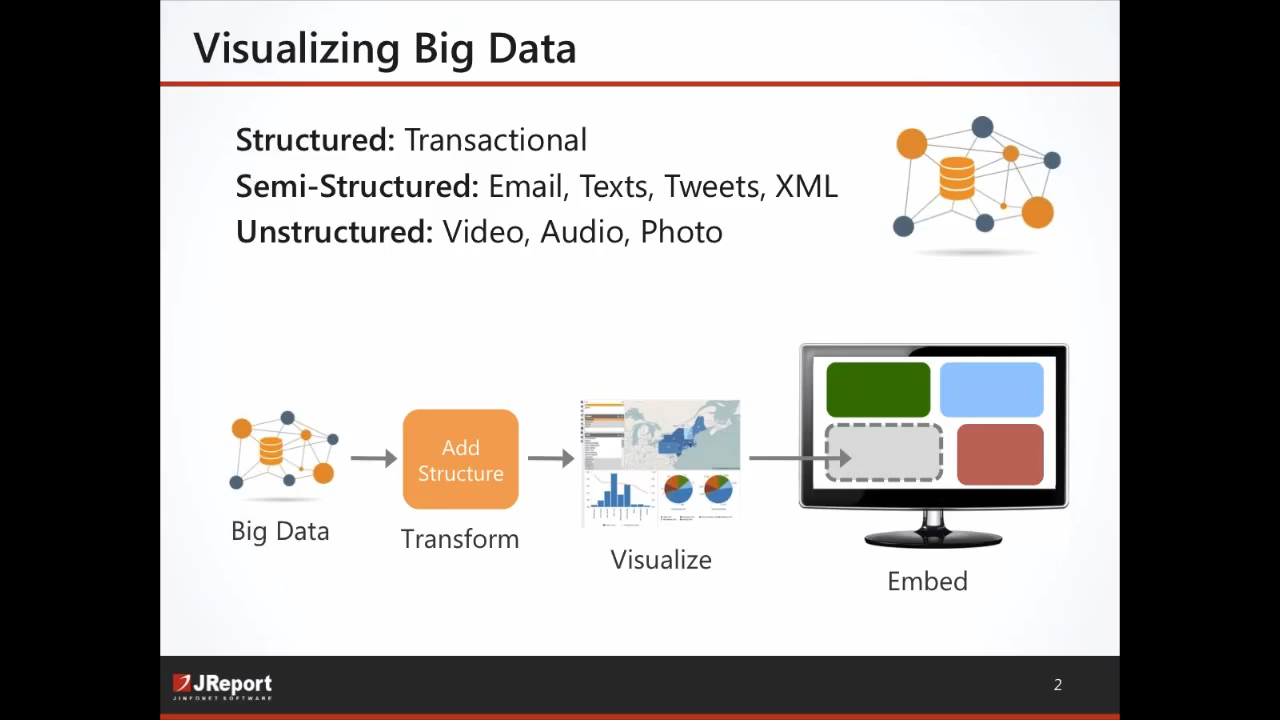 Visualizing Big Data
Structured: Transactional
Semi-Structured: Email, Texts, Tweets, XML
Unstructured: Video, Audio, Photo
Add
Structure
Big Data
Transform
Visualize
Embed
JReport
JINFONET SOFTWARE
2